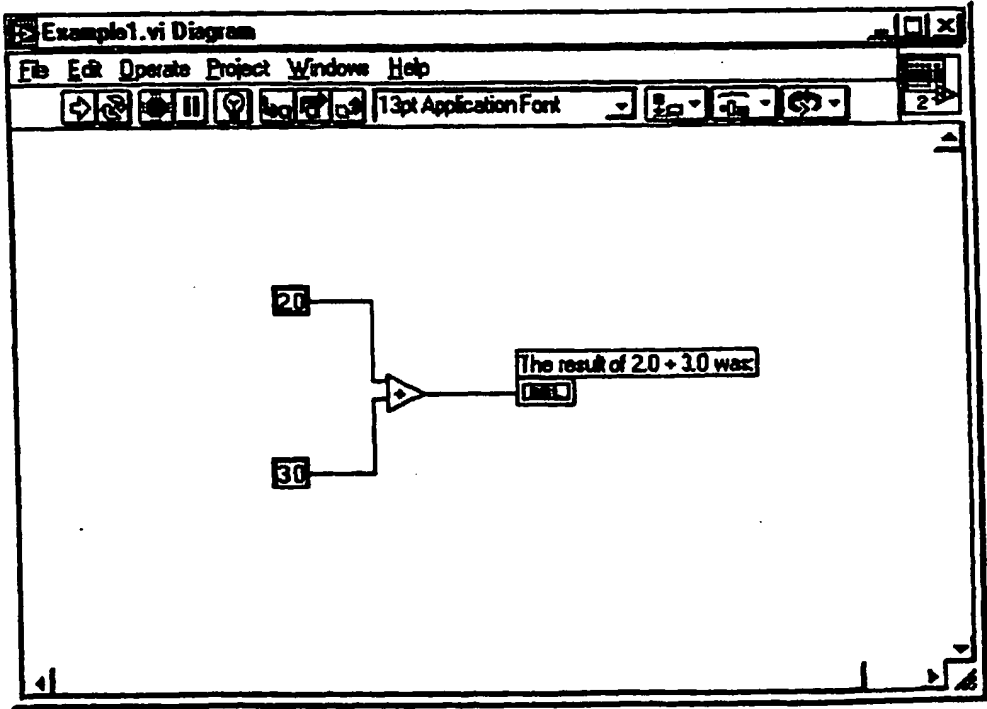 Example1.vi Diagram
File Edit Operate Project Windows Help
13pt Application Font
2
2.0
The result of 2.0 + 3.0 was:
+
3.0